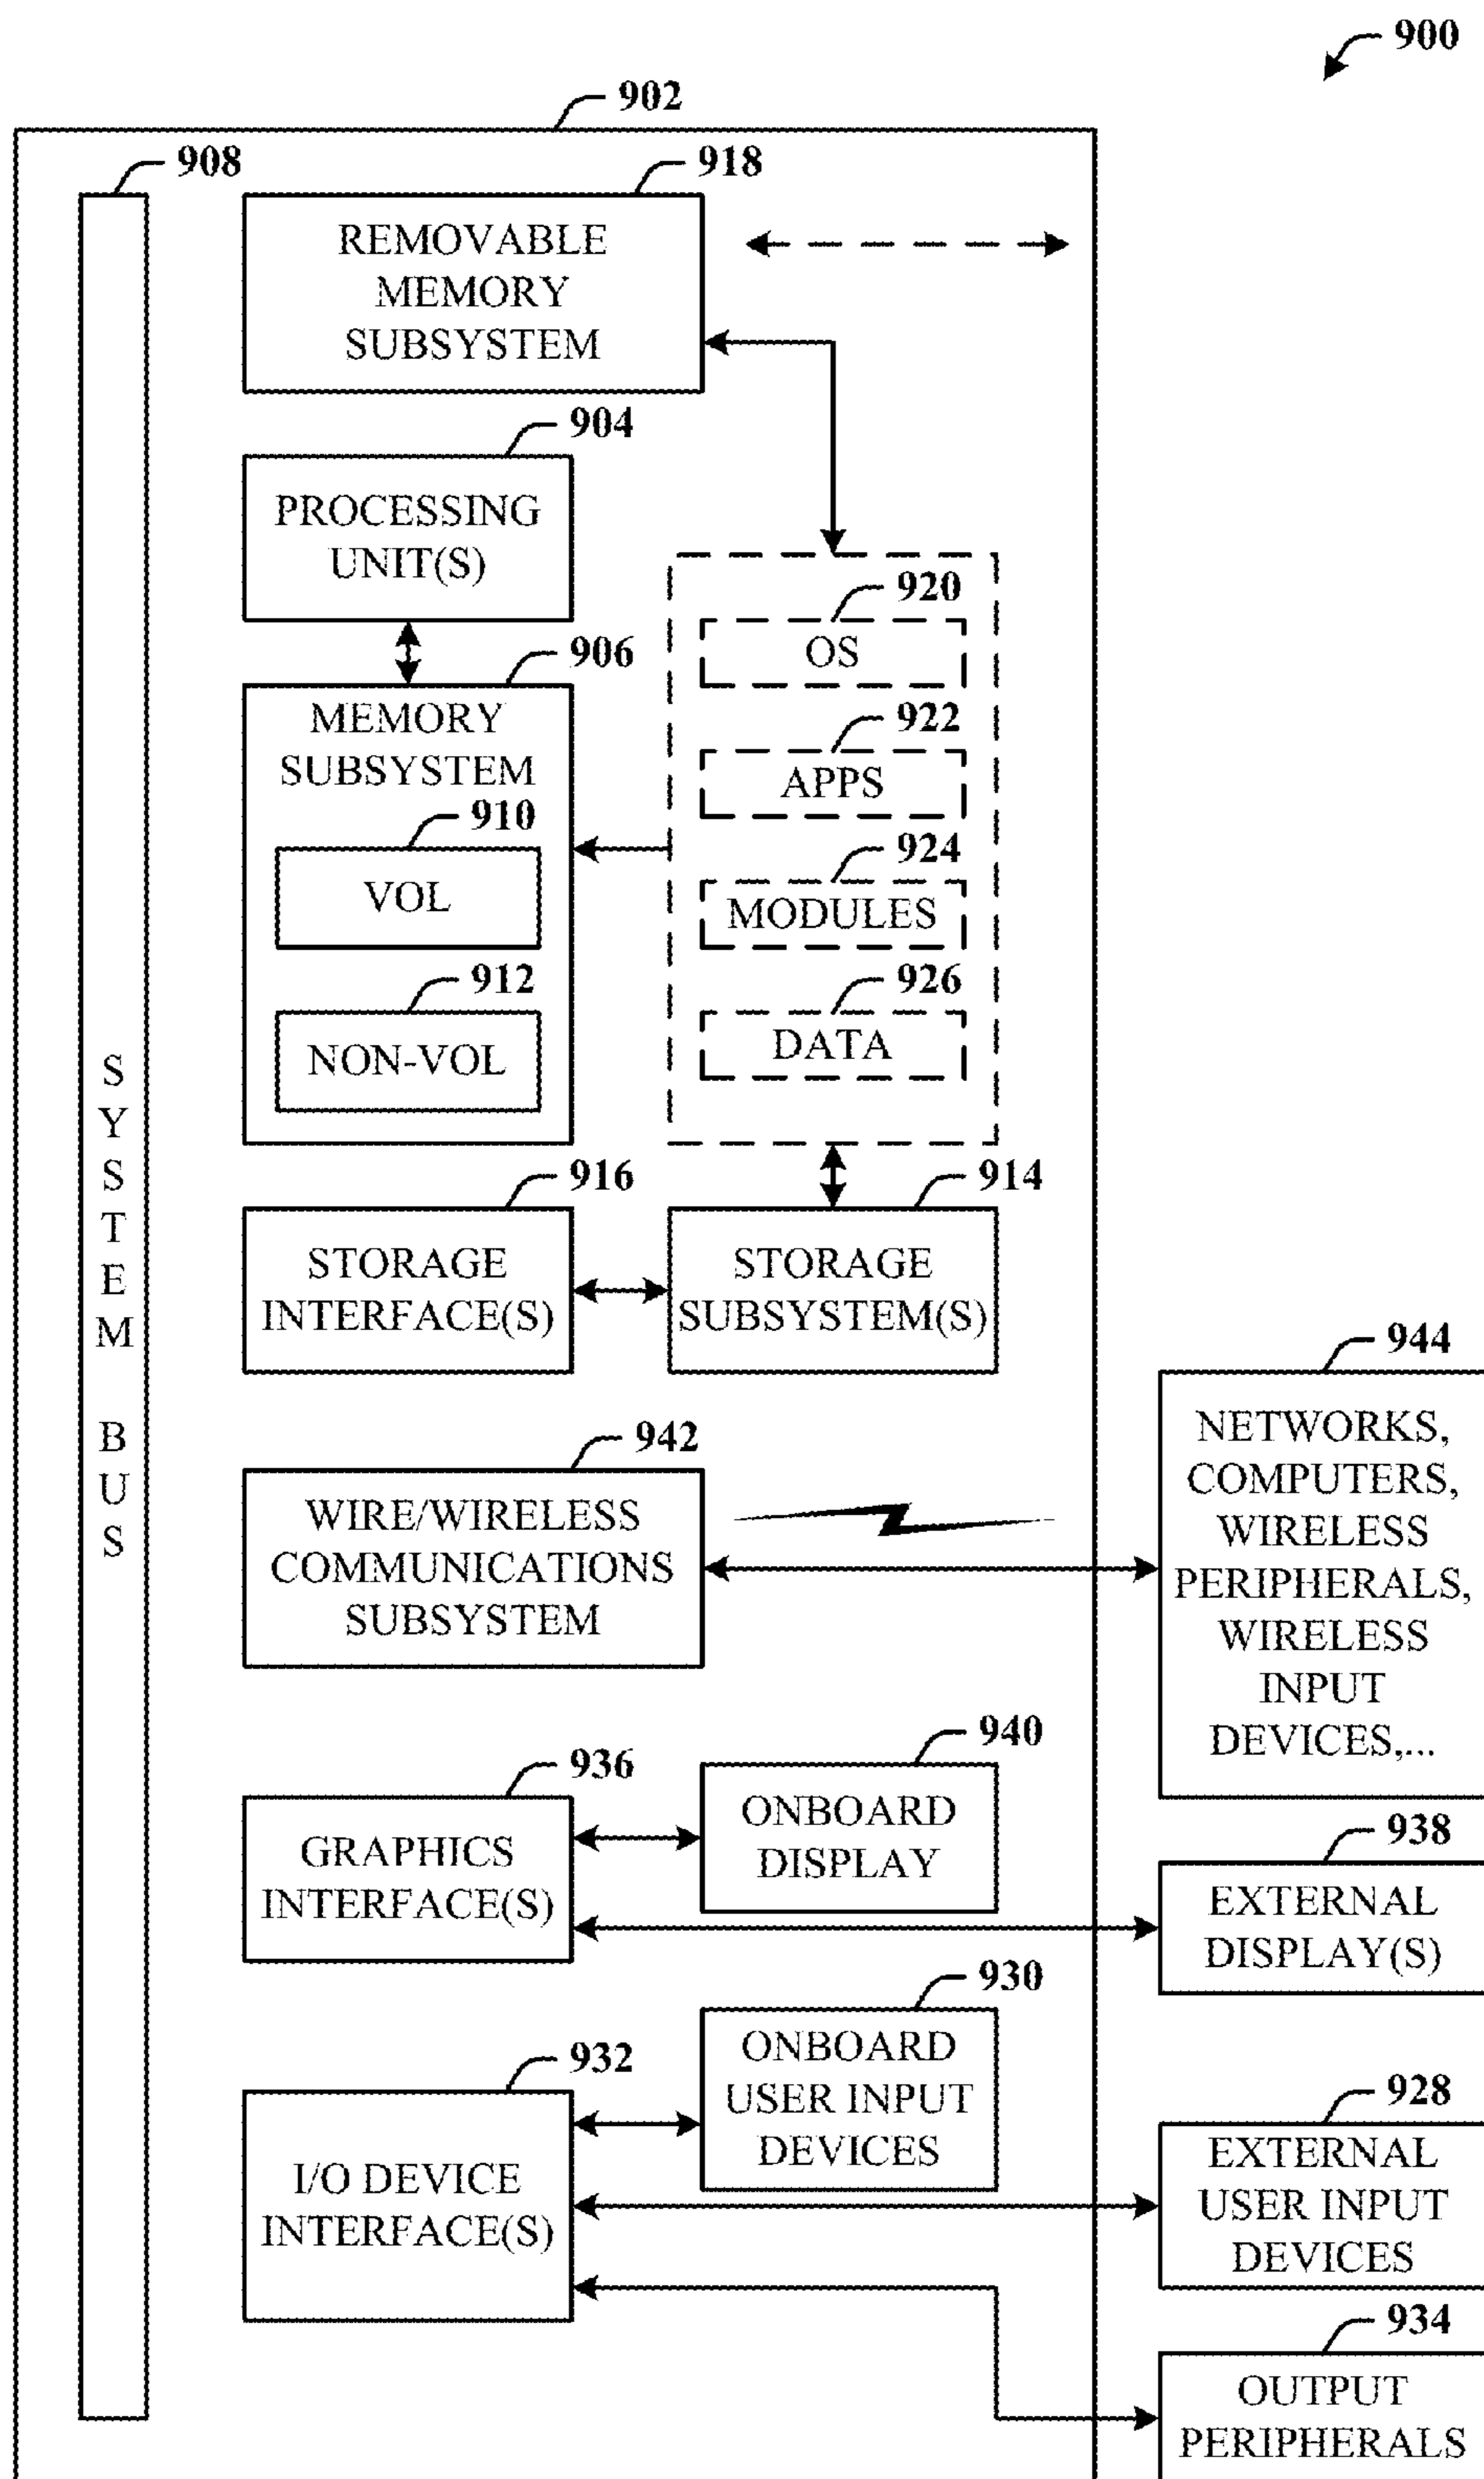 900
902
908
918
REMOVABLE
MEMORY
SUBSYSTEM
904
PROCESSING
UNIT(S)
906
MEMORY
SUBSYSTEM
910
VOL
912
NON-VOL
920
OS
922
APPS
924
MODULES
926
DATA
SYSTEM BUS
916
STORAGE
INTERFACE(S)
914
STORAGE
SUBSYSTEM(S)
942
WIRE/WIRELESS
COMMUNICATIONS
SUBSYSTEM
944
NETWORKS,
COMPUTERS,
WIRELESS
PERIPHERALS,
WIRELESS
INPUT
DEVICES,...
936
GRAPHICS
INTERFACE(S)
940
ONBOARD
DISPLAY
938
EXTERNAL
DISPLAY(S)
932
I/O DEVICE
INTERFACE(S)
930
ONBOARD
USER INPUT
DEVICES
928
EXTERNAL
USER INPUT
DEVICES
934
OUTPUT
PERIPHERALS